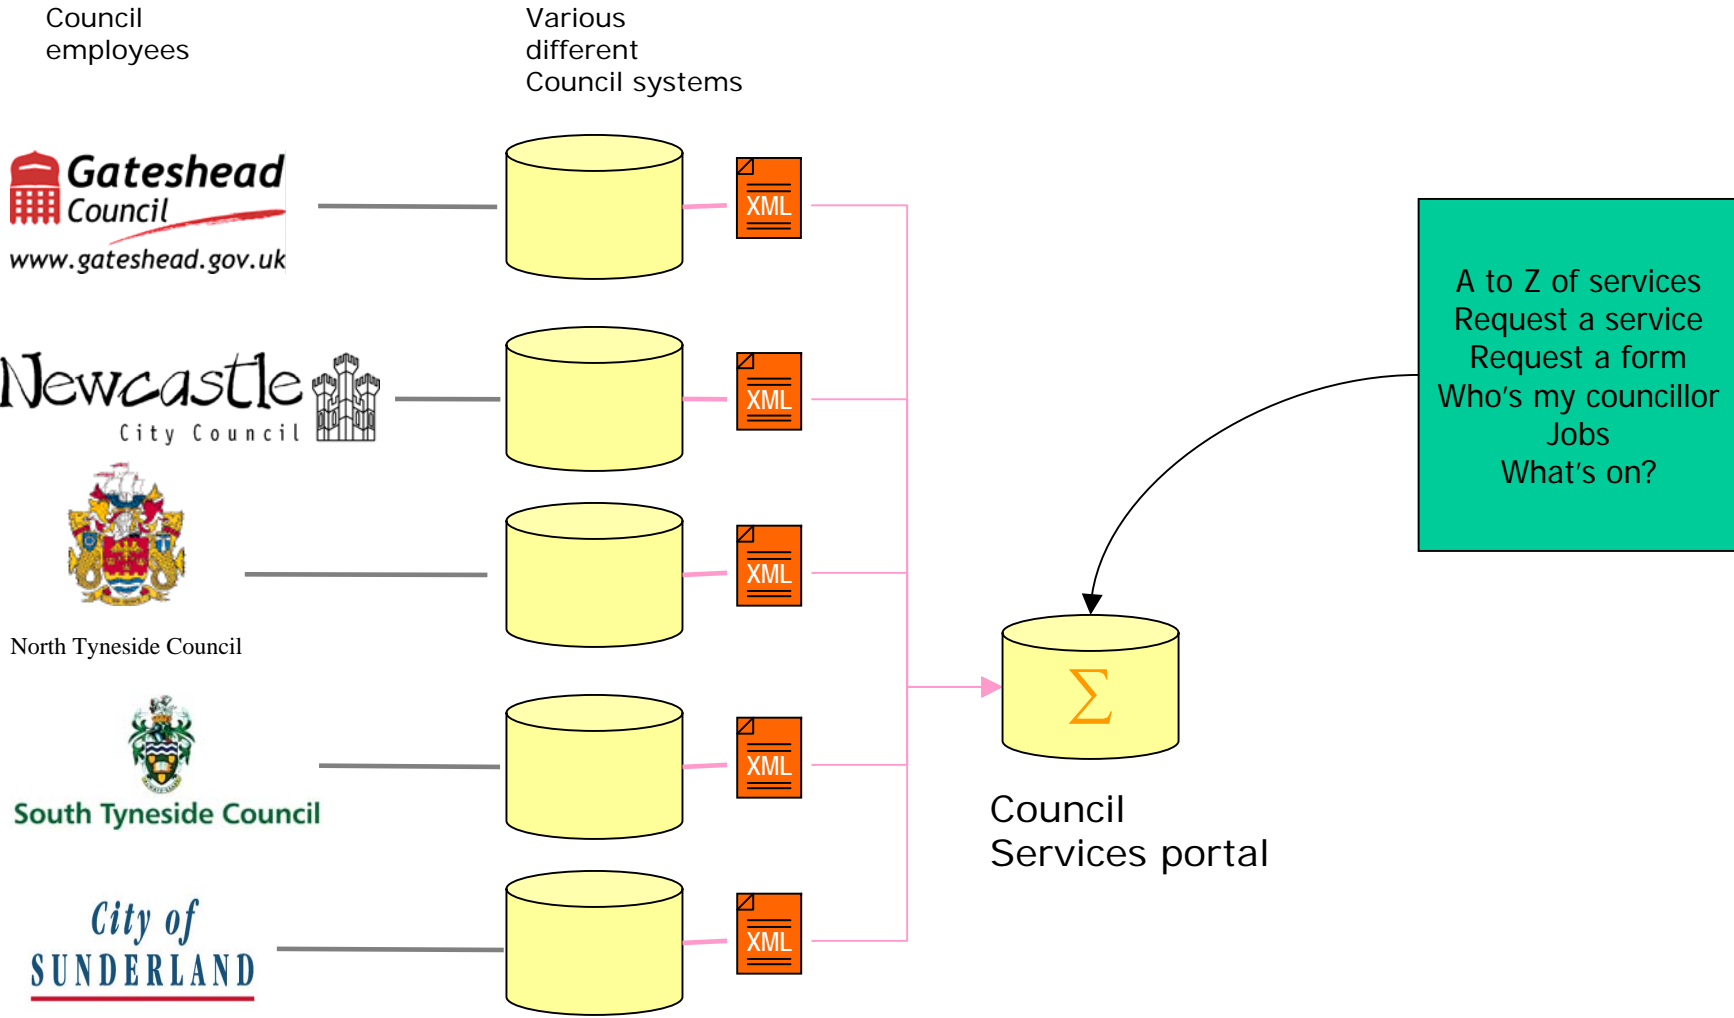 Council
employees
Various
different
Council systems
Gateshead
Council
www.gateshead.gov.uk
XML
Newcastle
City Council
XML
North Tyneside Council
XML
South Tyneside Council
XML
City of
SUNDERLAND
XML
Σ
Council
Services portal
A to Z of services
Request a service
Request a form
Who's my councillor
Jobs
What's on?